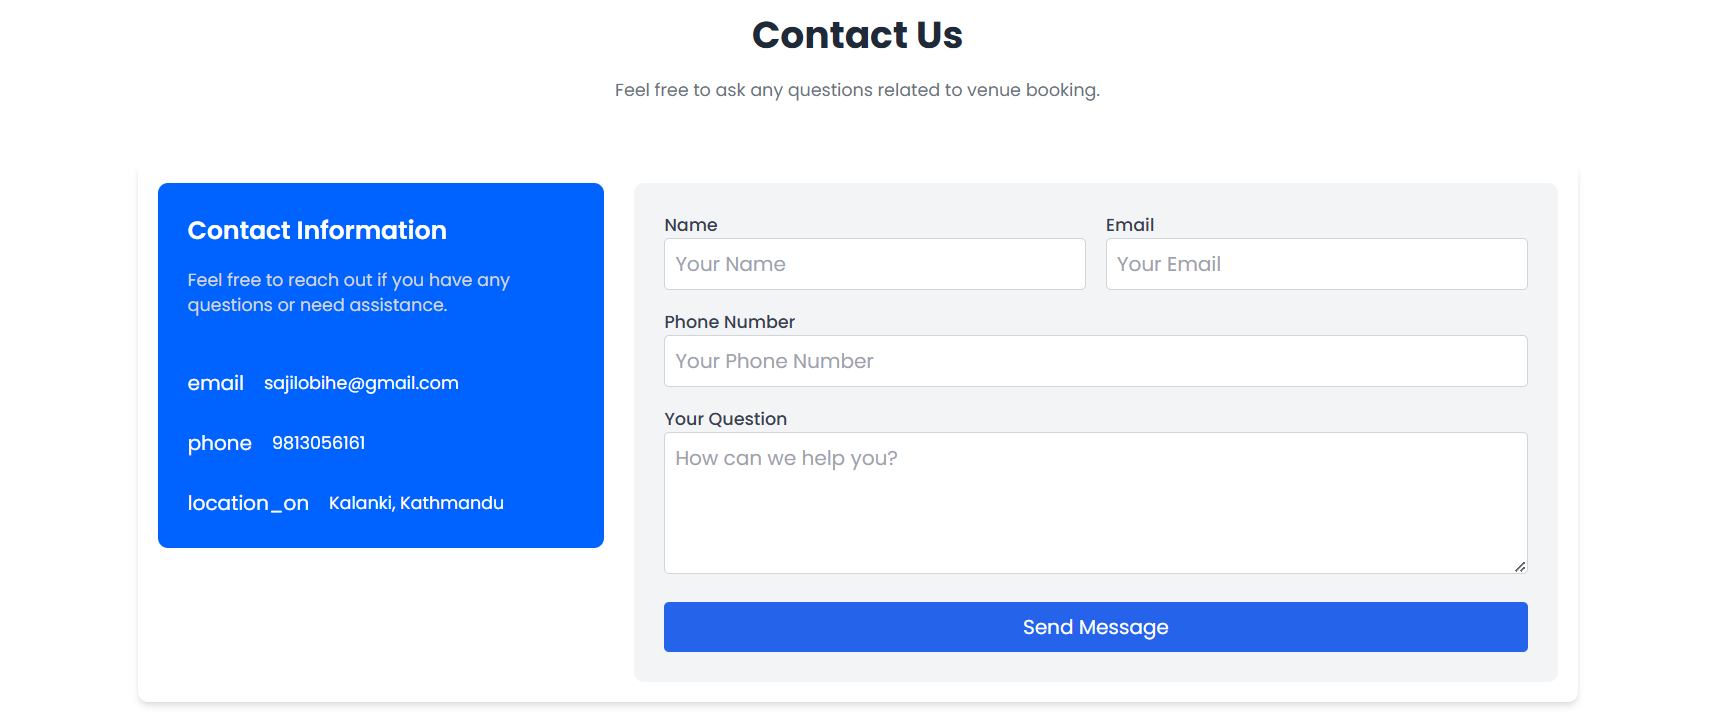 Contact Us
Feel free to ask any questions related to venue booking.
Contact Information
Feel free to reach out if you have any
questions or need assistance.
email sajilobihe@gmail.com
phone 9813056161
location_on Kalanki, Kathmandu
Name
Your Name
Email
Your Email
Phone Number
Your Phone Number
Your Question
How can we help you?
Send Message